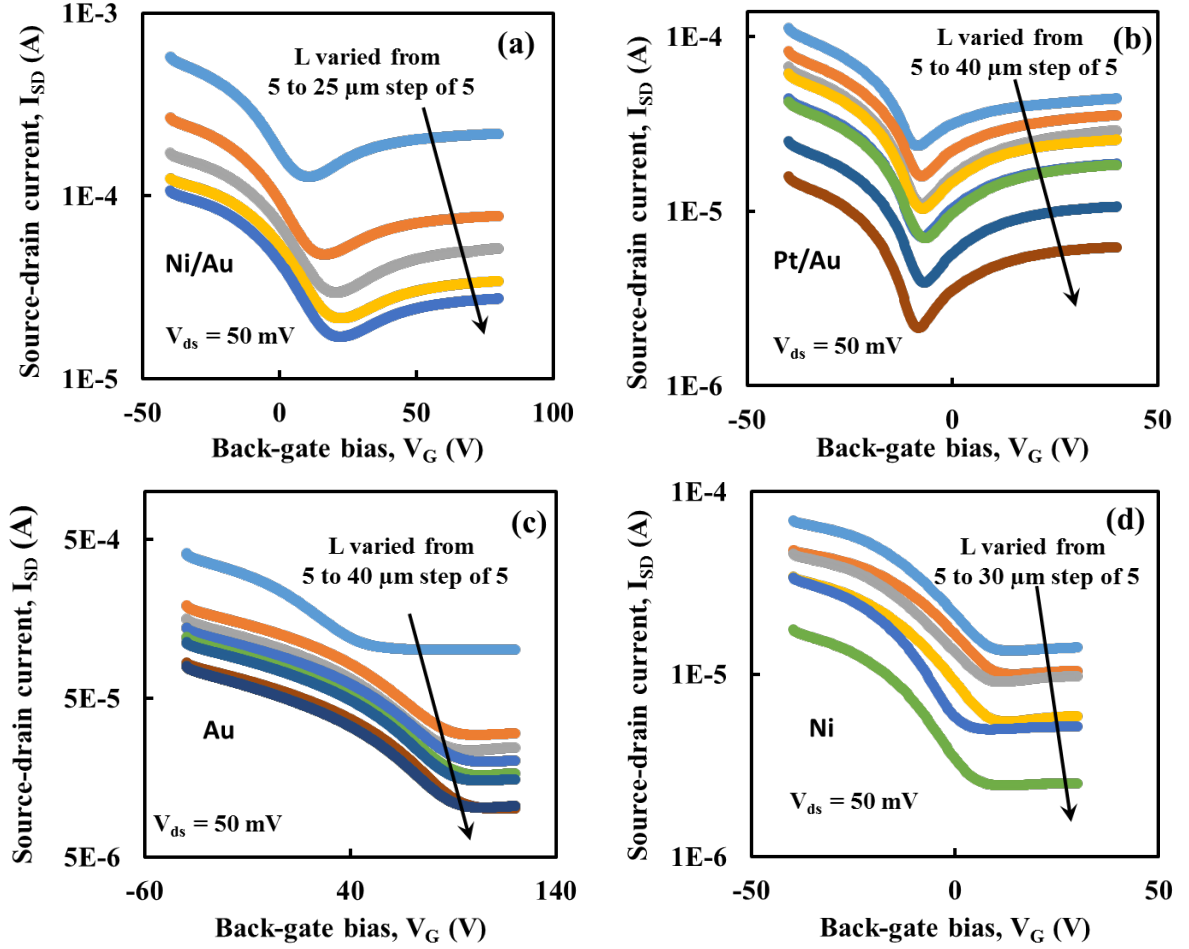 (a)
1E-3
1E-4
1E-5
Source-drain current, I_SD (A)
L varied from
5 to 25 µm step of 5
Ni/Au
V_ds = 50 mV
-50 0 50 100
Back-gate bias, V_G (V)
(b)
1E-4
1E-5
1E-6
Source-drain current, I_SD (A)
L varied from
5 to 40 µm step of 5
Pt/Au
V_ds = 50 mV
-50 0 50
Back-gate bias, V_G (V)
(c)
5E-4
5E-5
5E-6
Source-drain current, I_SD (A)
L varied from
5 to 40 µm step of 5
Au
V_ds = 50 mV
-60 40 140
Back-gate bias, V_G (V)
(d)
1E-4
1E-5
1E-6
Source-drain current, I_SD (A)
L varied from
5 to 30 µm step of 5
Ni
V_ds = 50 mV
-50 0 50
Back-gate bias, V_G (V)